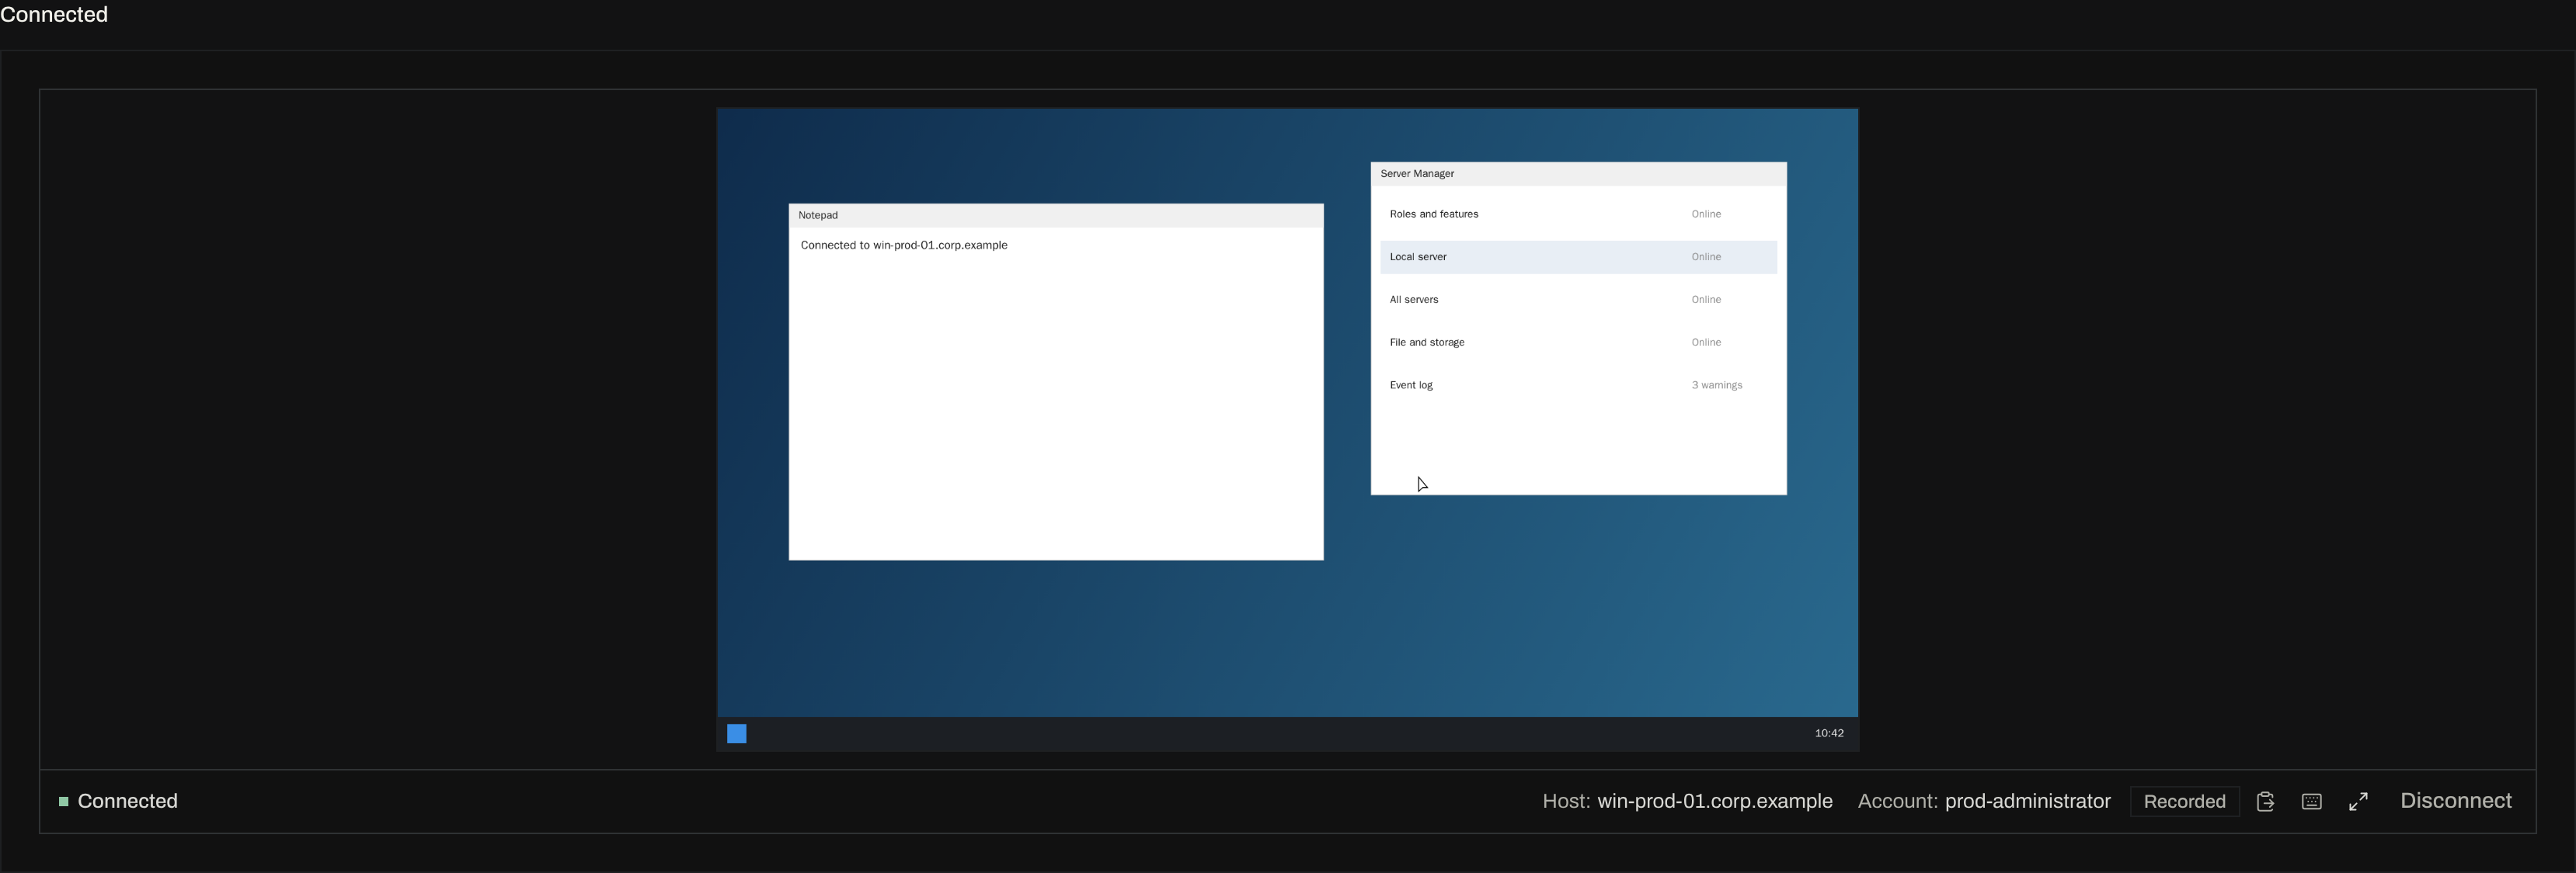 Connected
Notepad
Connected to win-prod-01.corp.example
Server Manager
Roles and features Online
Local server Online
All servers Online
File and storage Online
Event log 3 warnings
10:42
Connected Host: win-prod-01.corp.example Account: prod-administrator Recorded Disconnect